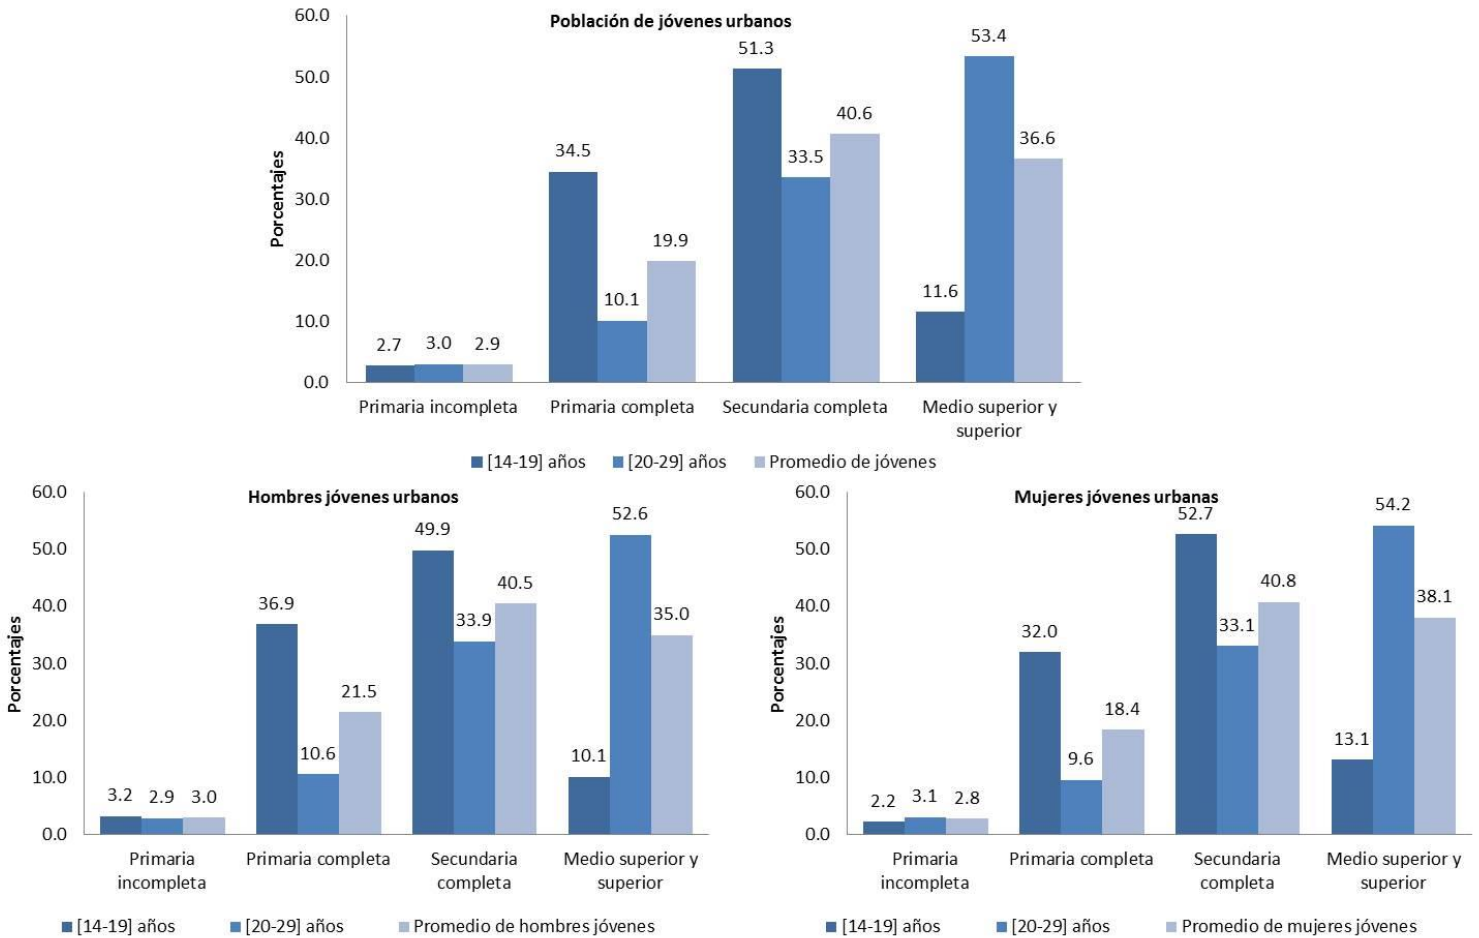 Población de jóvenes urbanos
Porcentajes
60.0
50.0
40.0
30.0
20.0
10.0
0.0
2.7 3.0 2.9
34.5 10.1 19.9
51.3 33.5 40.6
11.6 53.4 36.6
Primaria incompleta Primaria completa Secundaria completa Medio superior y
superior
[14-19] años [20-29] años Promedio de jóvenes
Hombres jóvenes urbanos
Porcentajes
60.0
50.0
40.0
30.0
20.0
10.0
0.0
3.2 2.9 3.0
36.9 10.6 21.5
49.9 33.9 40.5
10.1 52.6 35.0
Primaria Primaria completa Secundaria Medio superior y
incompleta completa superior
[14-19] años [20-29] años Promedio de hombres jóvenes
Mujeres jóvenes urbanas
Porcentajes
60.0
50.0
40.0
30.0
20.0
10.0
0.0
2.2 3.1 2.8
32.0 9.6 18.4
52.7 33.1 40.8
13.1 54.2 38.1
Primaria Primaria completa Secundaria Medio superior y
incompleta completa superior
[14-19] años [20-29] años Promedio de mujeres jóvenes